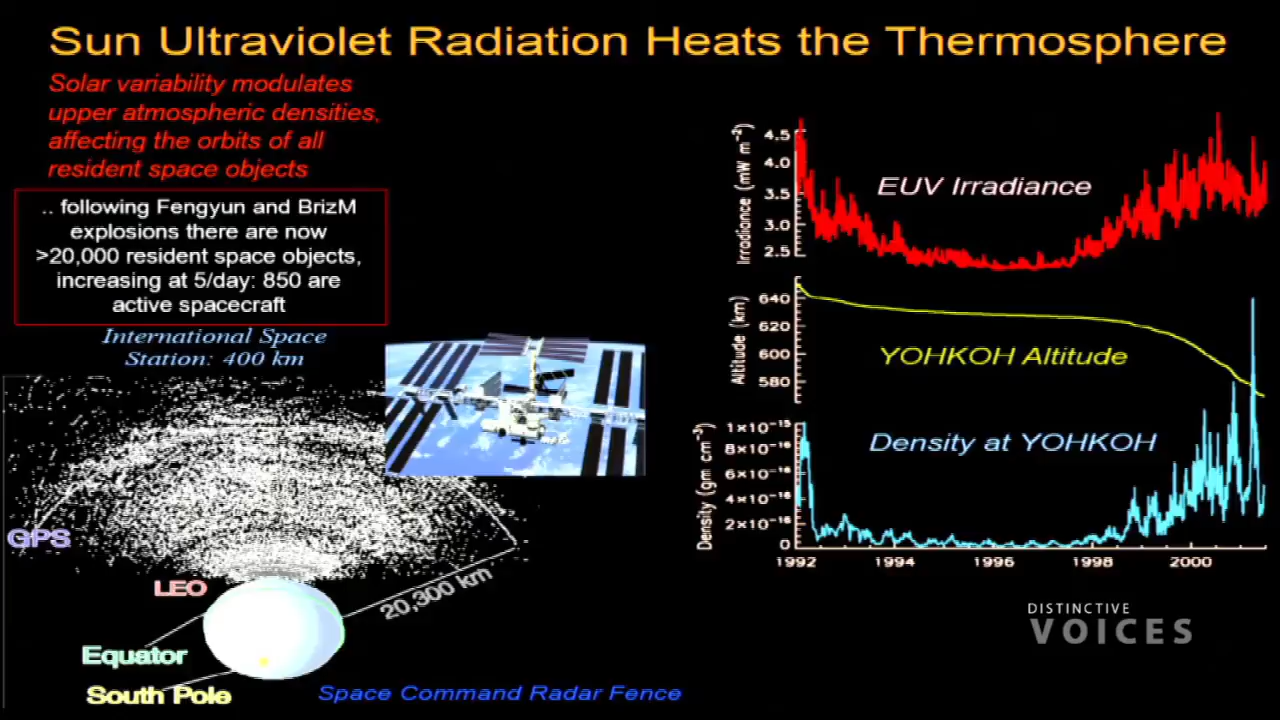 Sun Ultraviolet Radiation Heats the Thermosphere
Solar variability modulates
upper atmospheric densities,
affecting the orbits of all
resident space objects
.. following Fengyun and BrizM
explosions there are now
>20,000 resident space objects,
increasing at 5/day: 850 are
active spacecraft
International Space
Station: 400 km
GPS
LEO
20,300 km
Equator
South Pole
Space Command Radar Fence
Irradiance (mW m⁻²)
4.5
4.0
3.5
3.0
2.5
EUV Irradiance
Altitude (km)
640
620
600
580
YOHKOH Altitude
Density (gm cm⁻³)
1×10⁻¹⁵
8×10⁻¹⁶
6×10⁻¹⁶
4×10⁻¹⁶
2×10⁻¹⁶
0
Density at YOHKOH
1992 1994 1996 1998 2000
DISTINCTIVE
VOICES